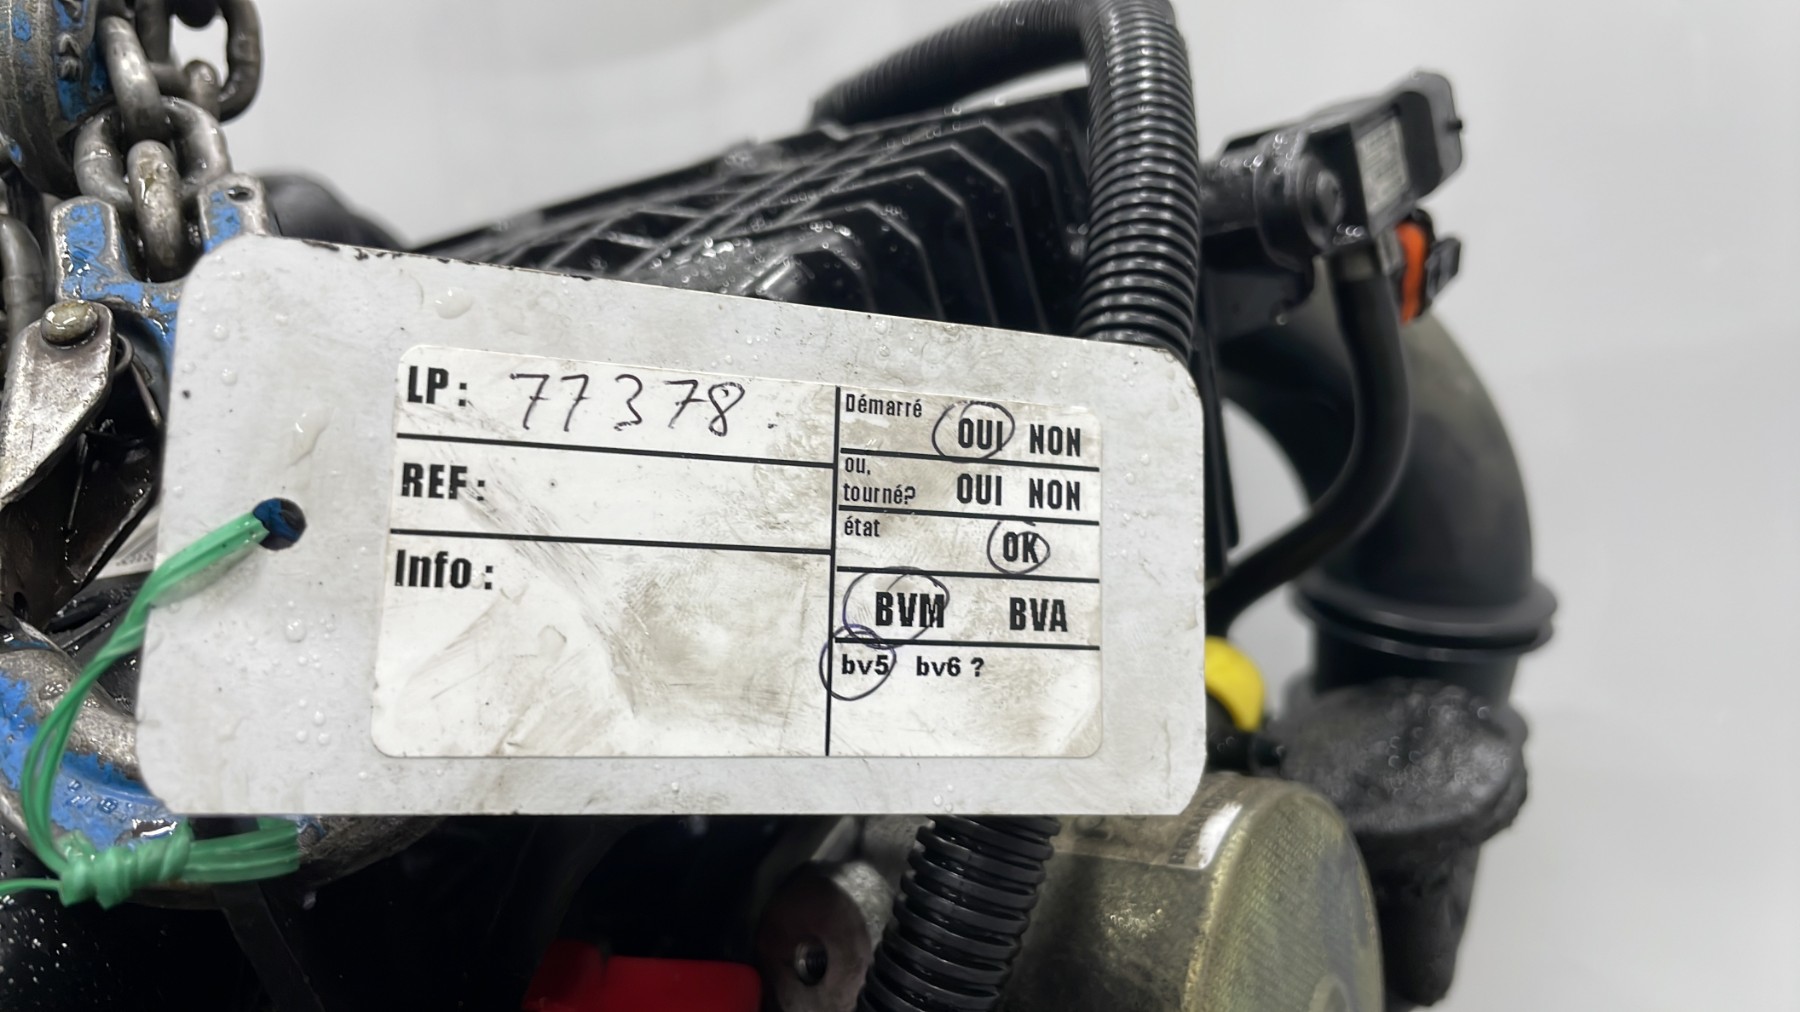 LP: 77378.
REF:
Info:
Démarré OUI NON
ou, tourné? OUI NON
état OK
BVM BVA
bv5 bv6 ?